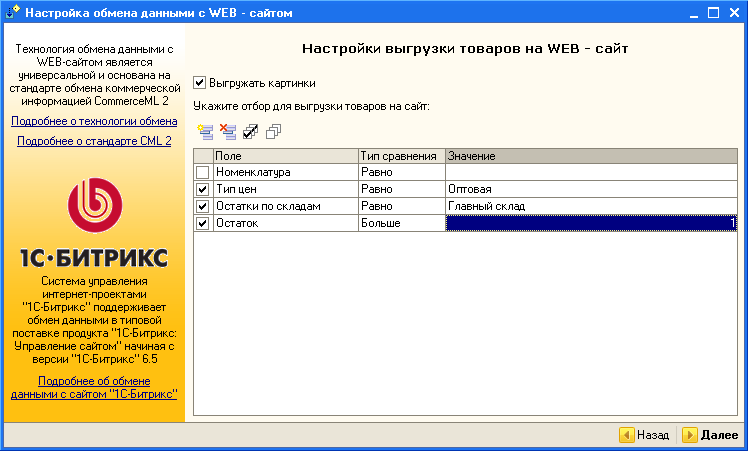 Настройка обмена данными с WEB - сайтом
Технология обмена данными с
WEB-сайтом является
универсальной и основана на
стандарте обмена коммерческой
информацией CommerceML 2
Подробнее о технологии обмена
Подробнее о стандарте CML 2
1С·БИТРИКС
Система управления
интернет-проектами
"1С-Битрикс" поддерживает
обмен данными в типовой
поставке продукта "1С-Битрикс:
Управление сайтом" начиная с
версии "1С-Битрикс" 6.5
Подробнее об обмене
данными с сайтом "1С-Битрикс"
Настройки выгрузки товаров на WEB - сайт
Выгружать картинки
Укажите отбор для выгрузки товаров на сайт:
Поле Тип сравнения Значение
Номенклатура Равно
Тип цен Равно Оптовая
Остатки по складам Равно Главный склад
Остаток Больше 1
Назад Далее